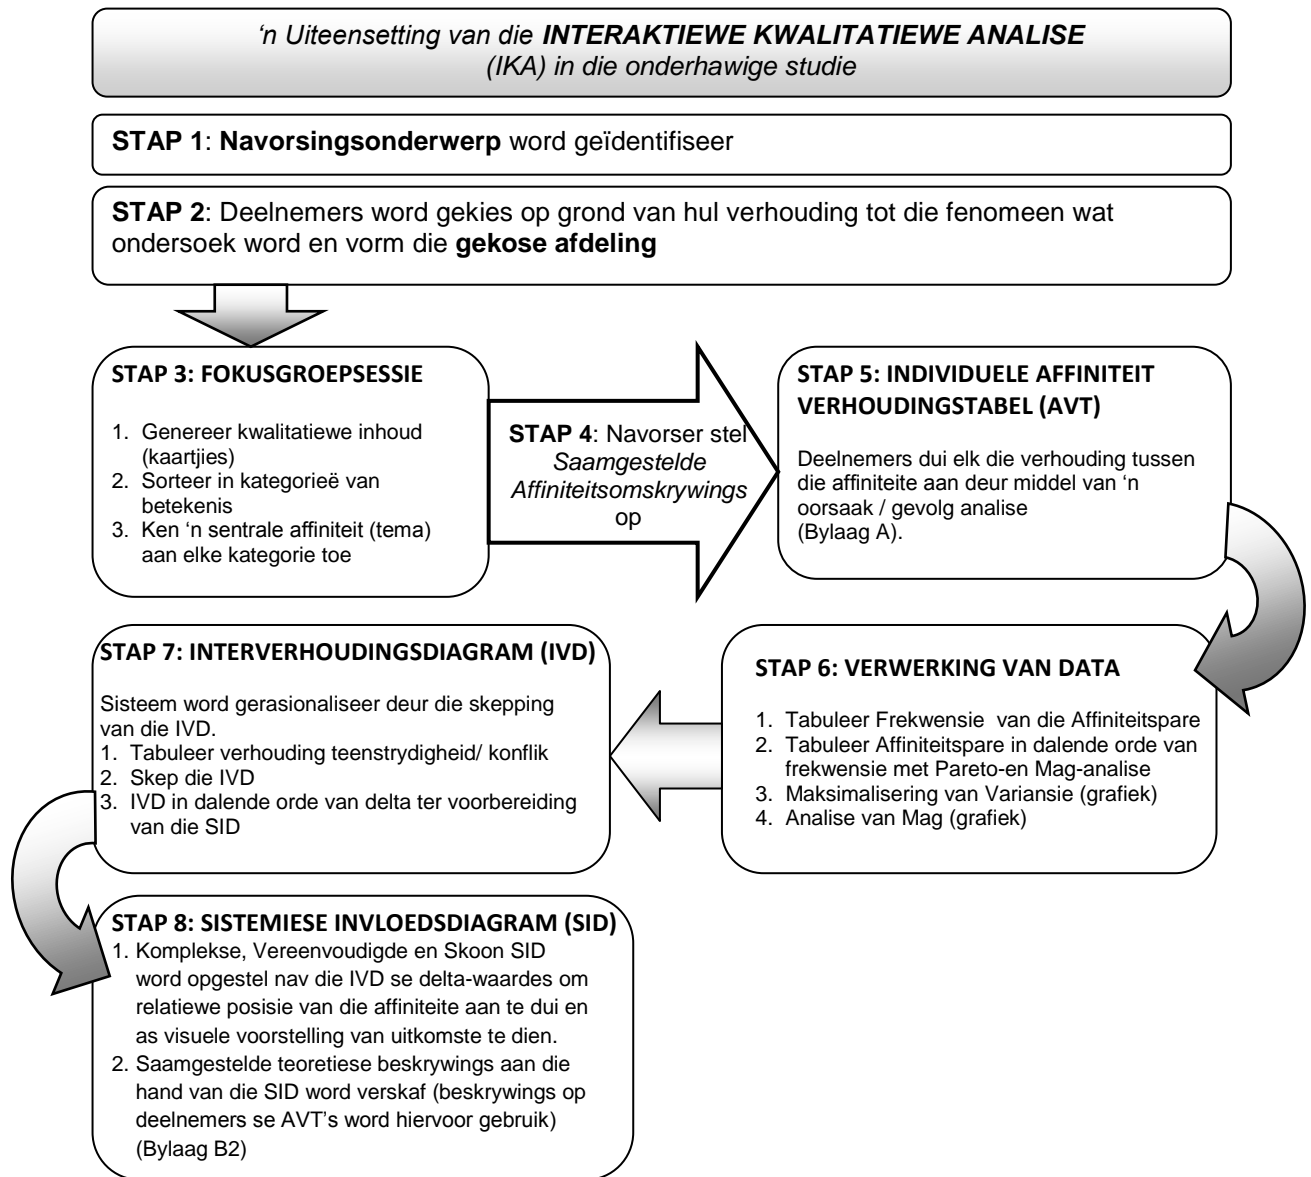 ‘n Uiteensetting van die INTERAKTIEWE KWALITATIEWE ANALISE
(IKA) in die onderhawige studie
STAP 1: Navorsingsonderwerp word geïdentifiseer
STAP 2: Deelnemers word gekies op grond van hul verhouding tot die fenomeen wat
ondersoek word en vorm die gekose afdeling
STAP 3: FOKUSGROEPSESSIE
1. Genereer kwalitatiewe inhoud
(kaartjies)
2. Sorteer in kategorieë van
betekenis
3. Ken ‘n sentrale affiniteit (tema)
aan elke kategorie toe
STAP 4: Navorser stel
Saamgestelde
Affiniteitsomskrywings
op
STAP 5: INDIVIDUELE AFFINITEIT
VERHOUDINGSTABEL (AVT)
Deelnemers dui elk die verhouding tussen
die affiniteite aan deur middel van ‘n
oorsaak / gevolg analise
(Bylaag A).
STAP 6: VERWERKING VAN DATA
1. Tabuleer Frekwensie van die Affiniteitspare
2. Tabuleer Affiniteitspare in dalende orde van
frekwensie met Pareto-en Mag-analise
3. Maksimalisering van Variansie (grafiek)
4. Analise van Mag (grafiek)
STAP 7: INTERVERHOUDINGSDIAGRAM (IVD)
Sisteem word gerasionaliseer deur die skepping
van die IVD.
1. Tabuleer verhouding teenstrydigheid/ konflik
2. Skep die IVD
3. IVD in dalende orde van delta ter voorbereiding
van die SID
STAP 8: SISTEMIESE INVLOEDSDIAGRAM (SID)
1. Komplekse, Vereenvoudigde en Skoon SID
word opgestel nav die IVD se delta-waardes om
relatiewe posisie van die affiniteite aan te dui en
as visuele voorstelling van uitkomste te dien.
2. Saamgestelde teoretiese beskrywings aan die
hand van die SID word verskaf (beskrywings op
deelnemers se AVT’s word hiervoor gebruik)
(Bylaag B2)